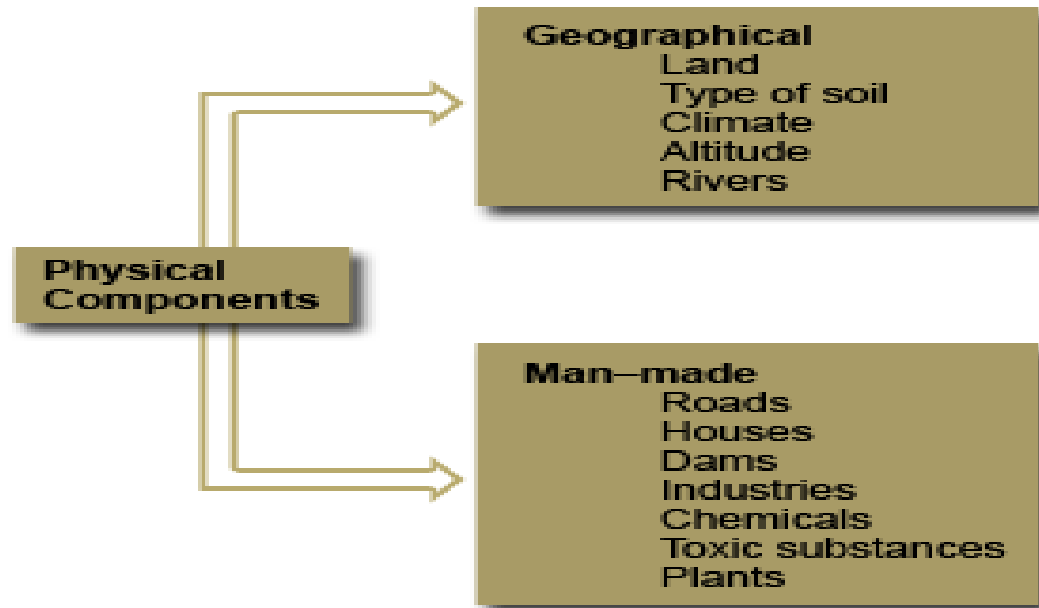 Geographical
Land
Type of soil
Climate
Altitude
Rivers
Physical
Components
Man–made
Roads
Houses
Dams
Industries
Chemicals
Toxic substances
Plants